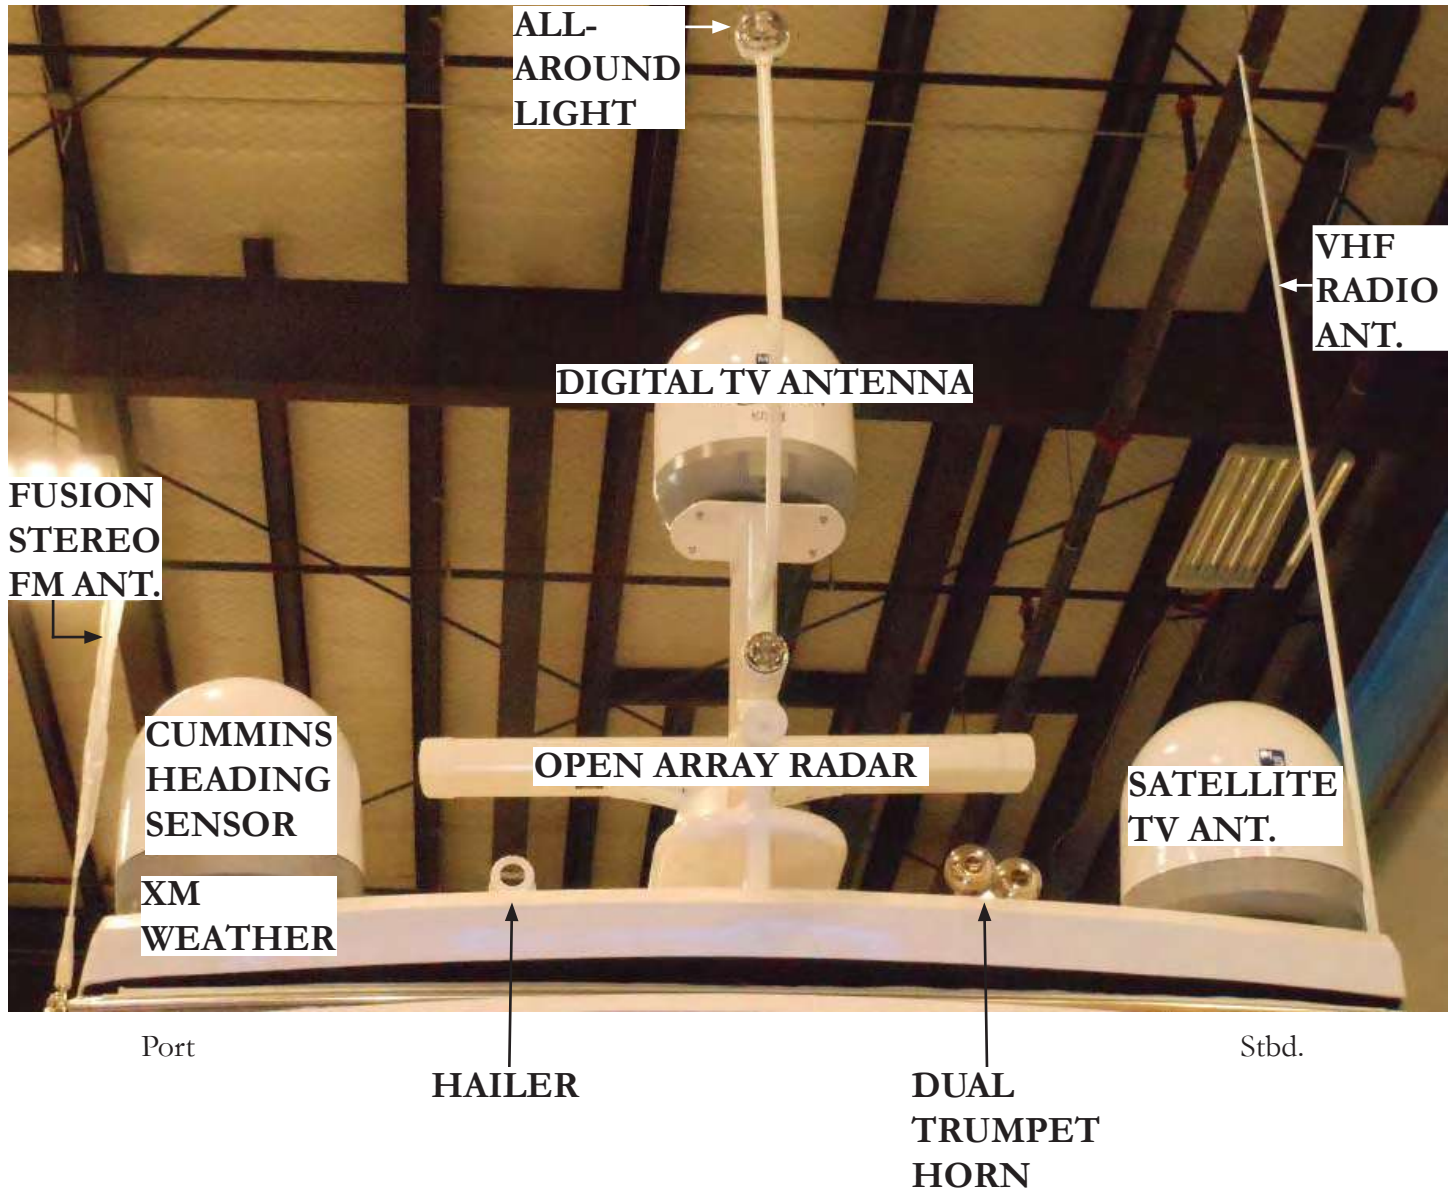 ALL-
AROUND
LIGHT
VHF
RADIO
ANT.
DIGITAL TV ANTENNA
FUSION
STEREO
FM ANT.
CUMMINS
HEADING
SENSOR
OPEN ARRAY RADAR
SATELLITE
TV ANT.
XM
WEATHER
Port
Stbd.
HAILER
DUAL
TRUMPET
HORN